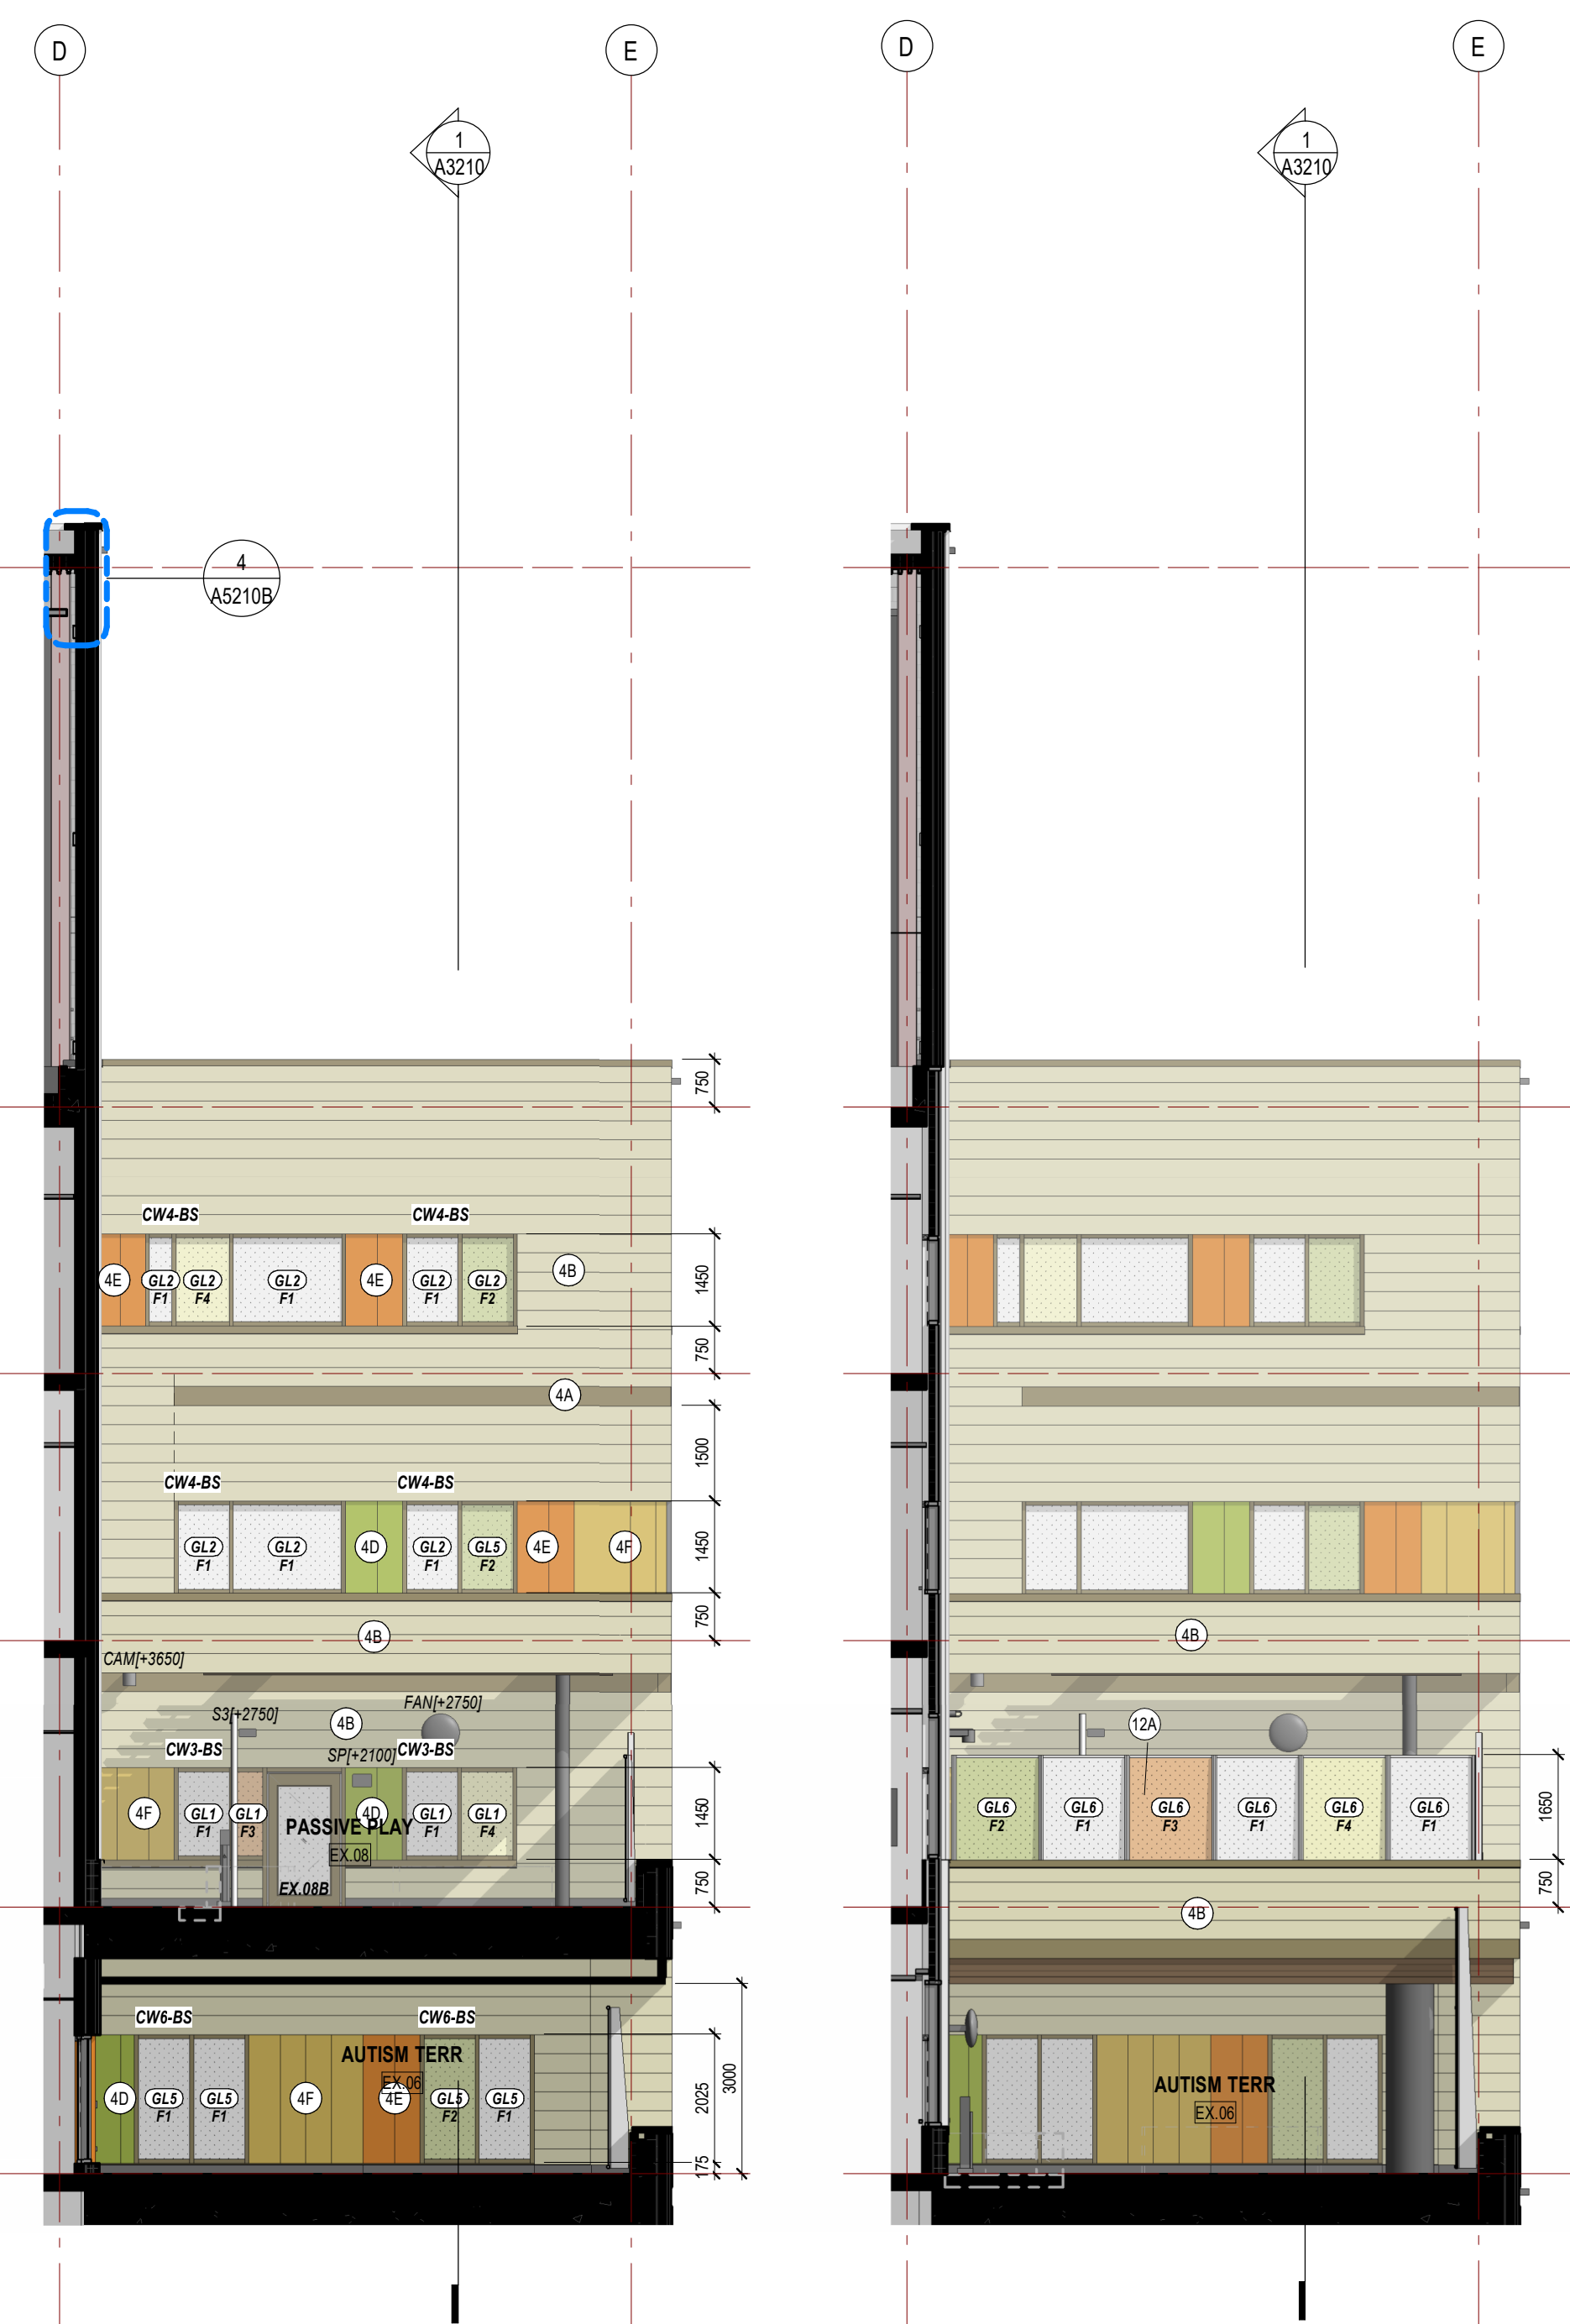 D
E
D
E
1
A3210
1
A3210
4
A5210B
750
CW4-BS
CW4-BS
4E
GL2
F1
GL2
F4
GL2
F1
4E
GL2
F1
GL2
F2
4B
1450
750
4A
1500
CW4-BS
CW4-BS
GL2
F1
GL2
F1
4D
GL2
F1
GL5
F2
4E
4F
1450
750
4B
4B
CAM[+3650]
S3[+2750]
4B
FAN[+2750]
CW3-BS
SP[+2100]
CW3-BS
12A
4F
GL1
F1
GL1
F3
4D
GL1
F1
GL1
F4
PASSIVE PLAY
EX.08
EX.08B
1450
750
GL6
F2
GL6
F1
GL6
F3
GL6
F1
GL6
F4
GL6
F1
1650
750
4B
CW6-BS
CW6-BS
AUTISM TERR
EX.06
4D
GL5
F1
GL5
F1
4F
4E
GL5
F2
GL5
F1
2025
3000
175
AUTISM TERR
EX.06